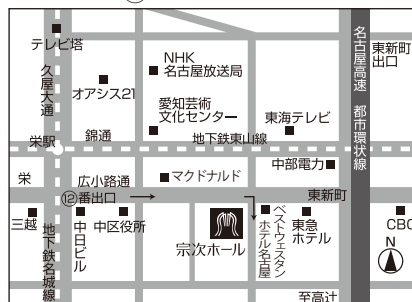 テレビ塔
久屋大通
オアシス21
NHK
名古屋放送局
愛知芸術
文化センター
東海テレビ
名古屋高速 都市環状線
東新町
出口
栄駅
錦通
地下鉄東山線
中部電力
栄
広小路通
⑫番出口
マクドナルド
東新町
三越
地下鉄名城線
中日ビル
中区役所
宗次ホール
ベストウェスタン
ホテル名古屋
東急
ホテル
CBC
N
至高辻